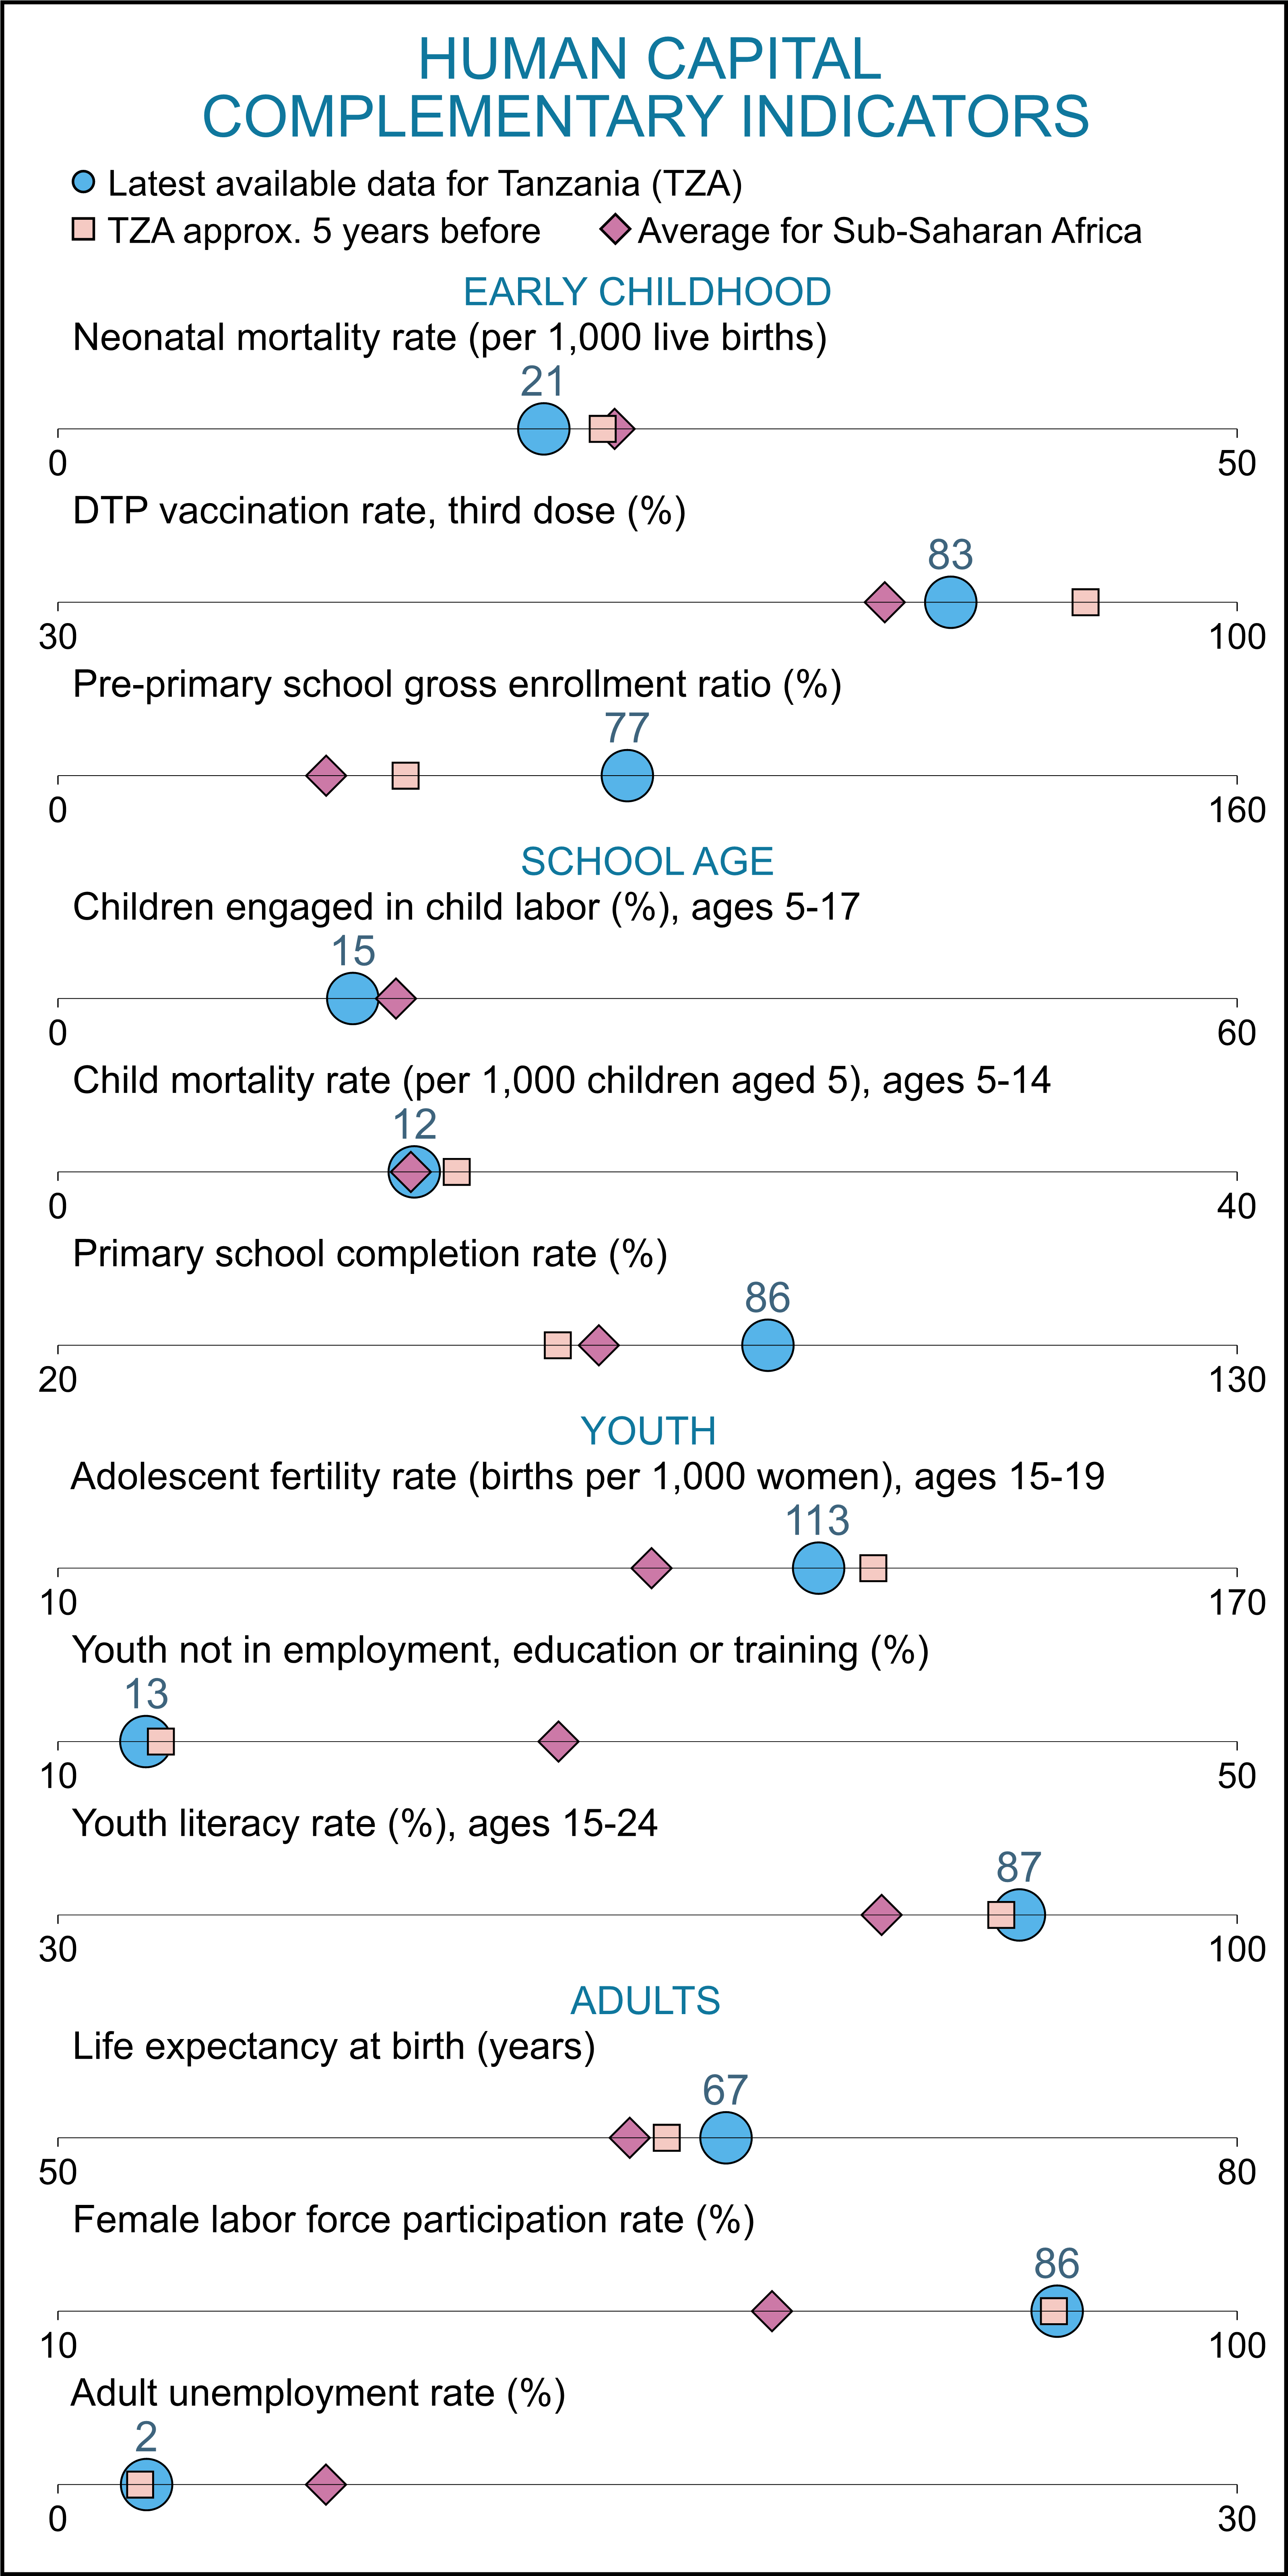 HUMAN CAPITAL
COMPLEMENTARY INDICATORS
Latest available data for Tanzania (TZA)
TZA approx. 5 years before
Average for Sub-Saharan Africa
EARLY CHILDHOOD
Neonatal mortality rate (per 1,000 live births)
21
0
50
DTP vaccination rate, third dose (%)
83
30
100
Pre-primary school gross enrollment ratio (%)
77
0
160
SCHOOL AGE
Children engaged in child labor (%), ages 5-17
15
0
60
Child mortality rate (per 1,000 children aged 5), ages 5-14
12
0
40
Primary school completion rate (%)
86
20
130
YOUTH
Adolescent fertility rate (births per 1,000 women), ages 15-19
113
10
170
Youth not in employment, education or training (%)
13
10
50
Youth literacy rate (%), ages 15-24
87
30
100
ADULTS
Life expectancy at birth (years)
67
50
80
Female labor force participation rate (%)
86
10
100
Adult unemployment rate (%)
2
0
30